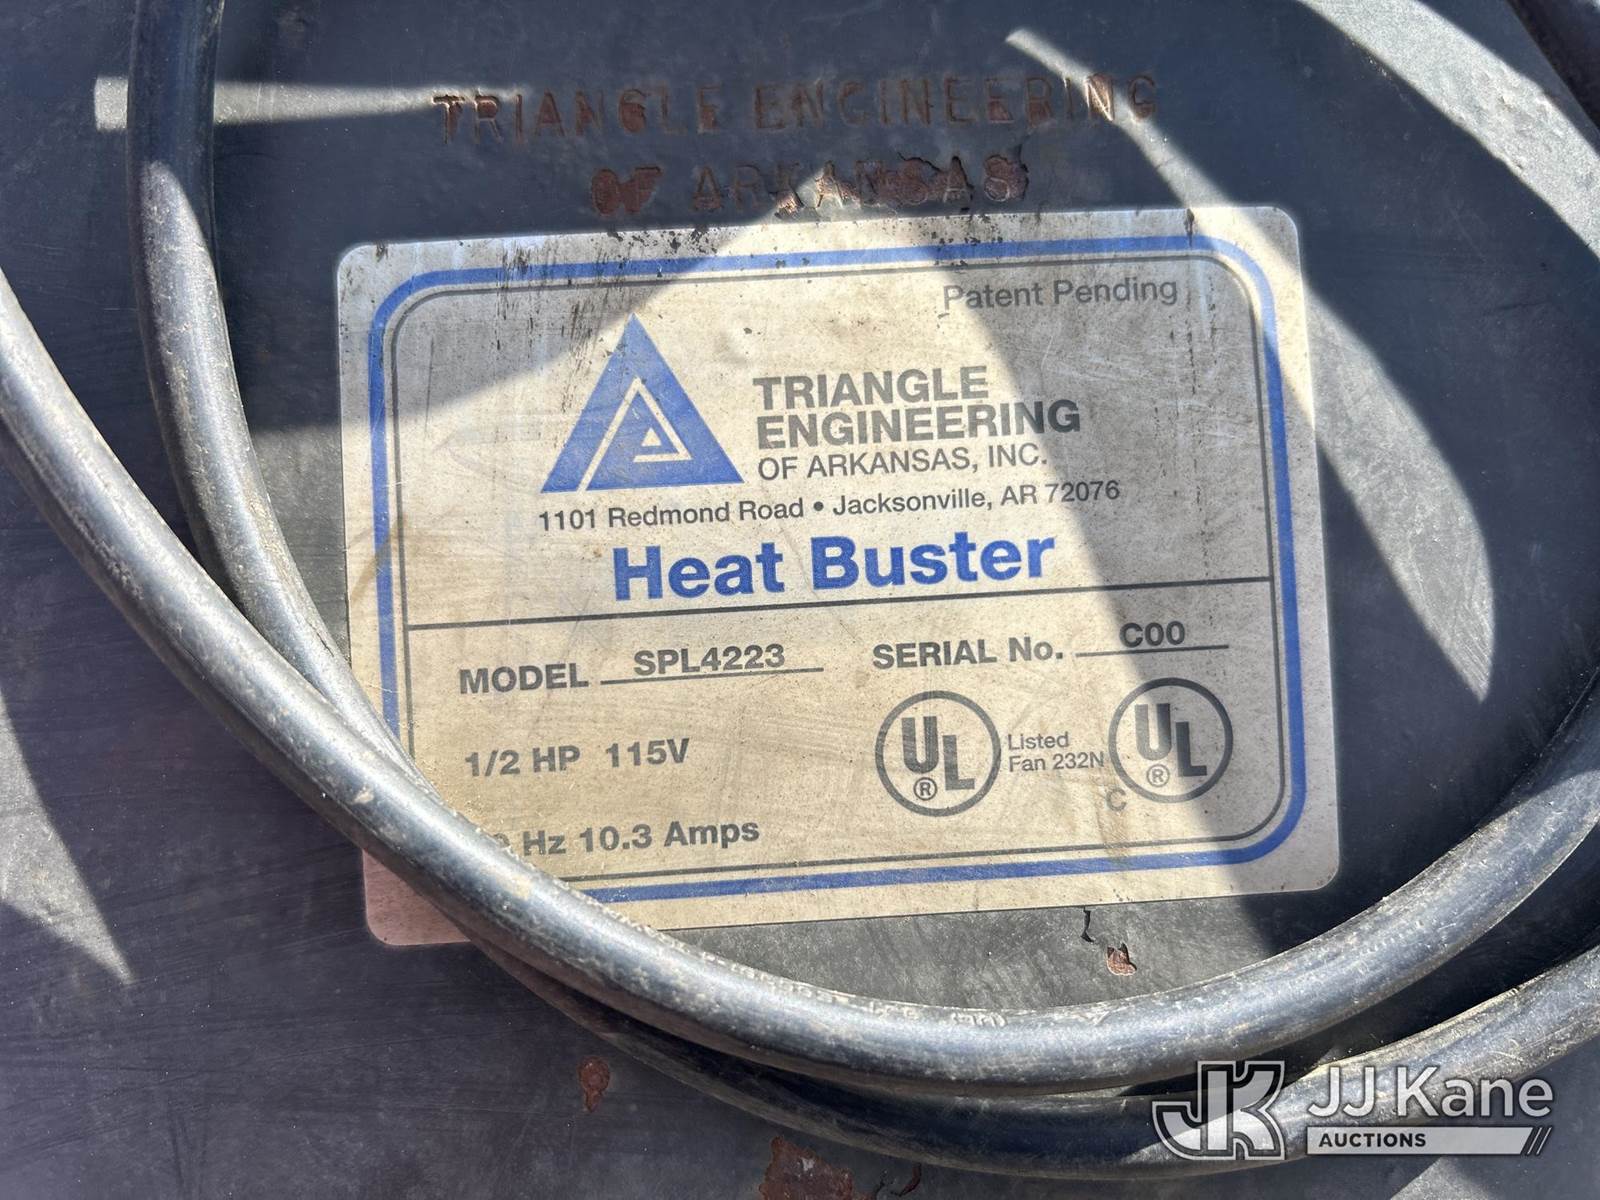 TRIANGLE ENGINEERING
OF ARKANSAS
Patent Pending
TRIANGLE
ENGINEERING
OF ARKANSAS, INC.
1101 Redmond Road • Jacksonville, AR 72076
Heat Buster
MODEL SPL4223 SERIAL No. C00
1/2 HP 115V
UL® Listed
Fan 232N
C UL®
Hz 10.3 Amps
JK JJ Kane
AUCTIONS